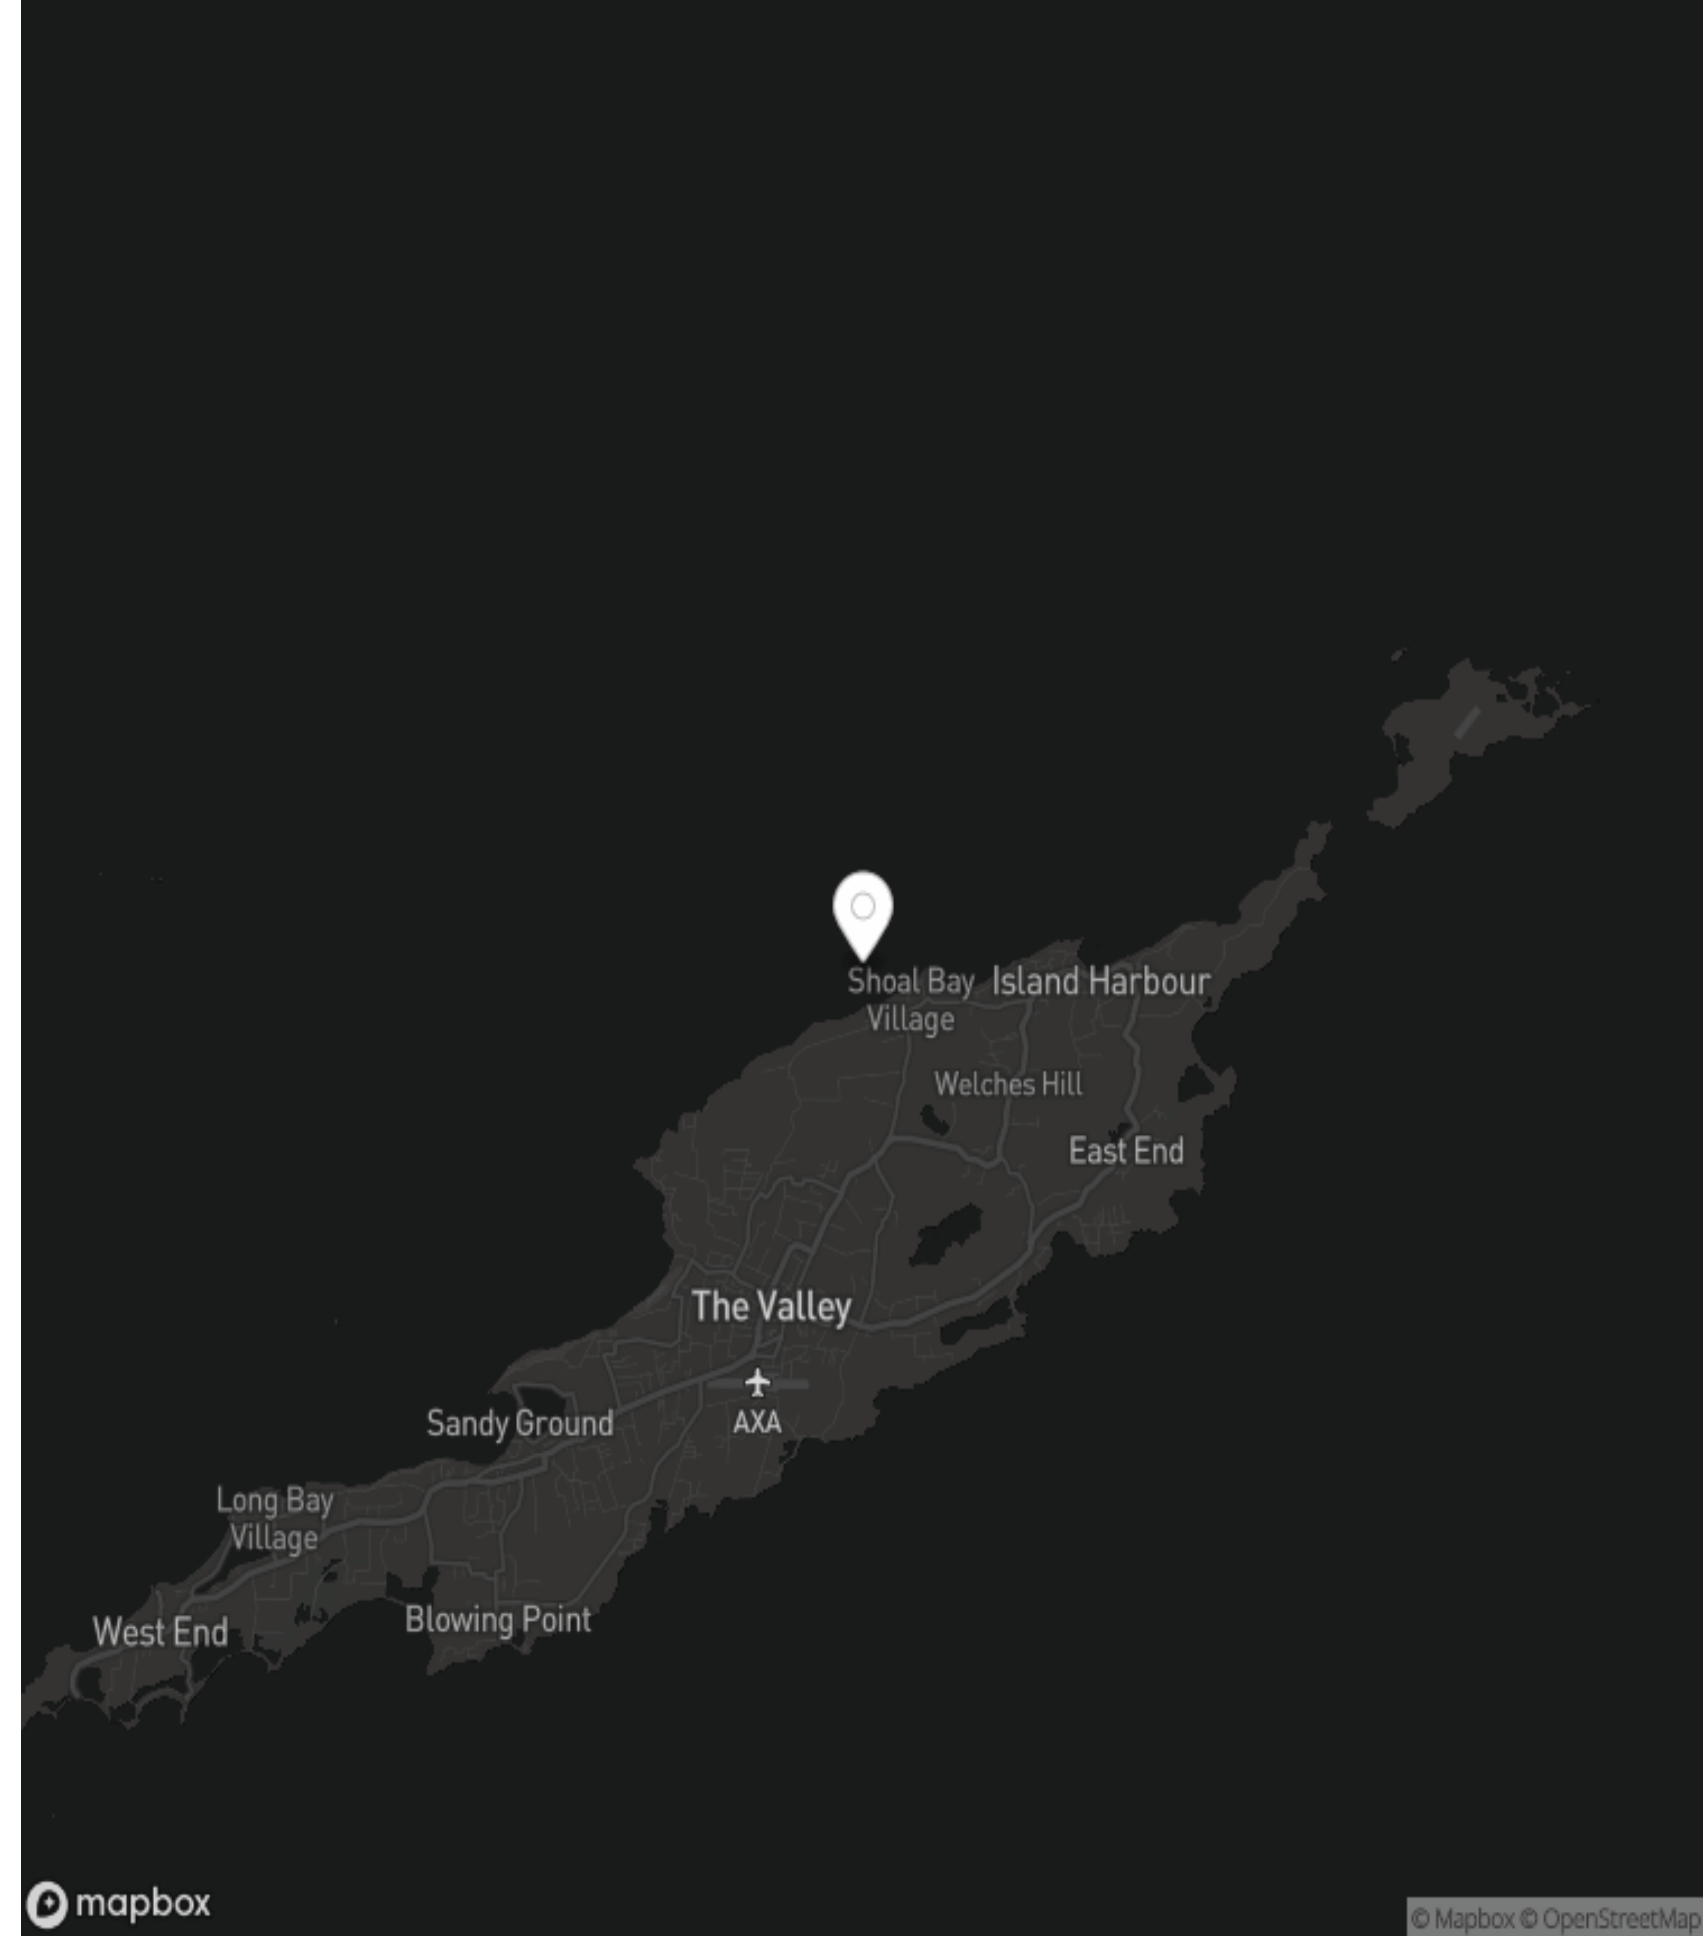 Shoal Bay
Village
Island Harbour
Welches Hill
East End
The Valley
AXA
Sandy Ground
Long Bay
Village
West End
Blowing Point
mapbox
© Mapbox © OpenStreetMap